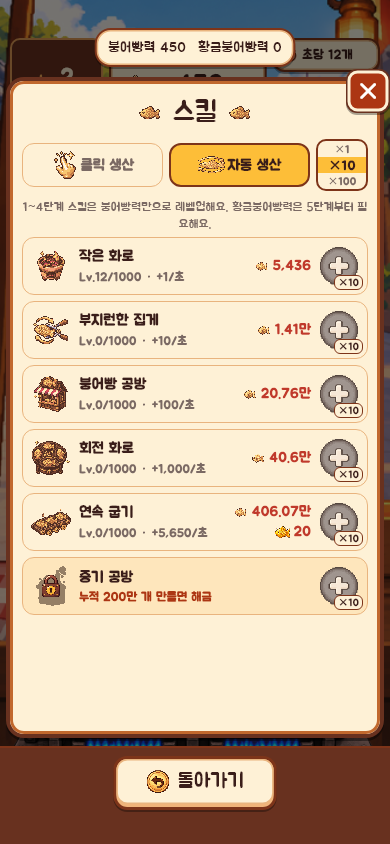 붕어빵력 450 황금붕어빵력 0
초당 12개
스킬
클릭 생산
자동 생산
×1
×10
×100
1~4단계 스킬은 붕어빵력만으로 레벨업해요. 황금붕어빵력은 5단계부터 필
요해요.
작은 화로
Lv.12/1000 · +1/초
5,436
×10
부지런한 집게
Lv.0/1000 · +10/초
1.41만
×10
붕어빵 공방
Lv.0/1000 · +100/초
20.76만
×10
회전 화로
Lv.0/1000 · +1,000/초
40.6만
×10
연속 굽기
Lv.0/1000 · +5,650/초
406.07만
20
×10
증기 공방
누적 200만 개 만들면 해금
×10
돌아가기